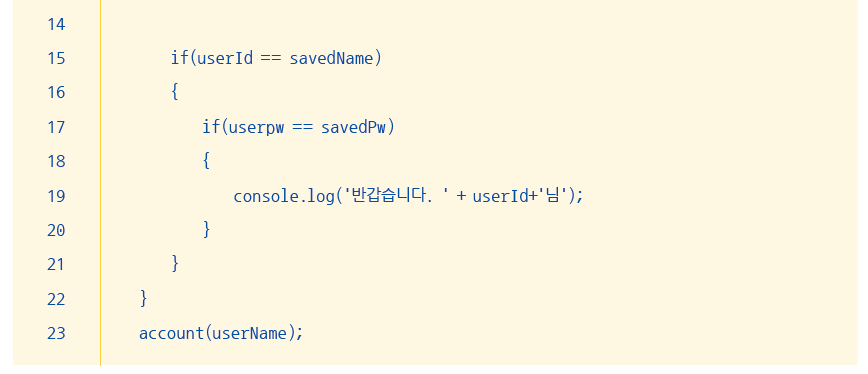 14
15 if(userId == savedName)
16 {
17 if(userpw == savedPw)
18 {
19 console.log('반갑습니다. ' + userId+'님');
20 }
21 }
22 }
23 account(userName);